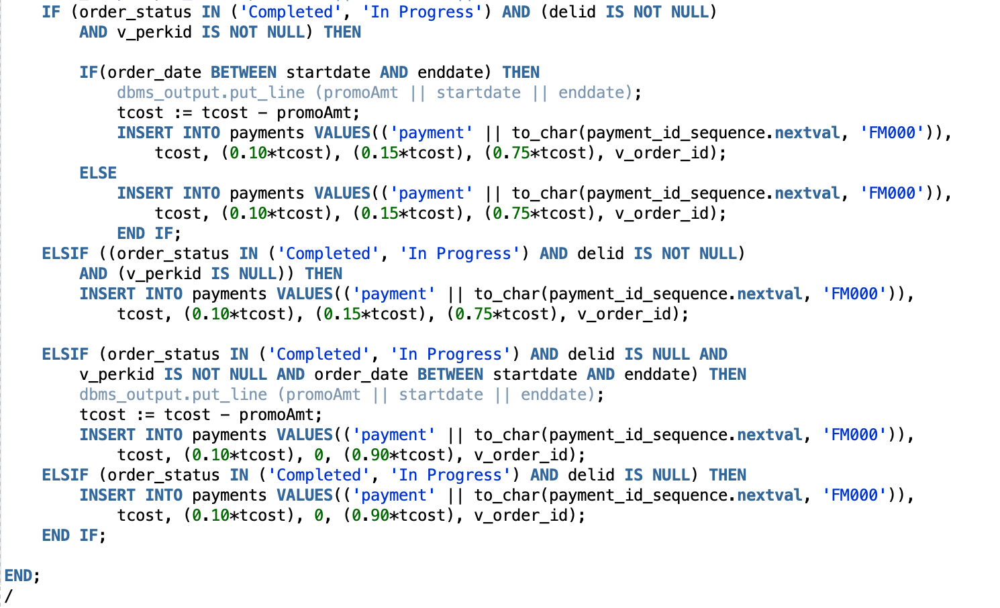 IF (order_status IN ('Completed', 'In Progress') AND (delid IS NOT NULL)
AND v_perkid IS NOT NULL) THEN
IF(order_date BETWEEN startdate AND enddate) THEN
dbms_output.put_line (promoAmt || startdate || enddate);
tcost := tcost - promoAmt;
INSERT INTO payments VALUES(('payment' || to_char(payment_id_sequence.nextval, 'FM000')),
tcost, (0.10*tcost), (0.15*tcost), (0.75*tcost), v_order_id);
ELSE
INSERT INTO payments VALUES(('payment' || to_char(payment_id_sequence.nextval, 'FM000')),
tcost, (0.10*tcost), (0.15*tcost), (0.75*tcost), v_order_id);
END IF;
ELSIF ((order_status IN ('Completed', 'In Progress') AND delid IS NOT NULL)
AND (v_perkid IS NULL)) THEN
INSERT INTO payments VALUES(('payment' || to_char(payment_id_sequence.nextval, 'FM000')),
tcost, (0.10*tcost), (0.15*tcost), (0.75*tcost), v_order_id);
ELSIF (order_status IN ('Completed', 'In Progress') AND delid IS NULL AND
v_perkid IS NOT NULL AND order_date BETWEEN startdate AND enddate) THEN
dbms_output.put_line (promoAmt || startdate || enddate);
tcost := tcost - promoAmt;
INSERT INTO payments VALUES(('payment' || to_char(payment_id_sequence.nextval, 'FM000')),
tcost, (0.10*tcost), 0, (0.90*tcost), v_order_id);
ELSIF (order_status IN ('Completed', 'In Progress') AND delid IS NULL) THEN
INSERT INTO payments VALUES(('payment' || to_char(payment_id_sequence.nextval, 'FM000')),
tcost, (0.10*tcost), 0, (0.90*tcost), v_order_id);
END IF;
END;
/